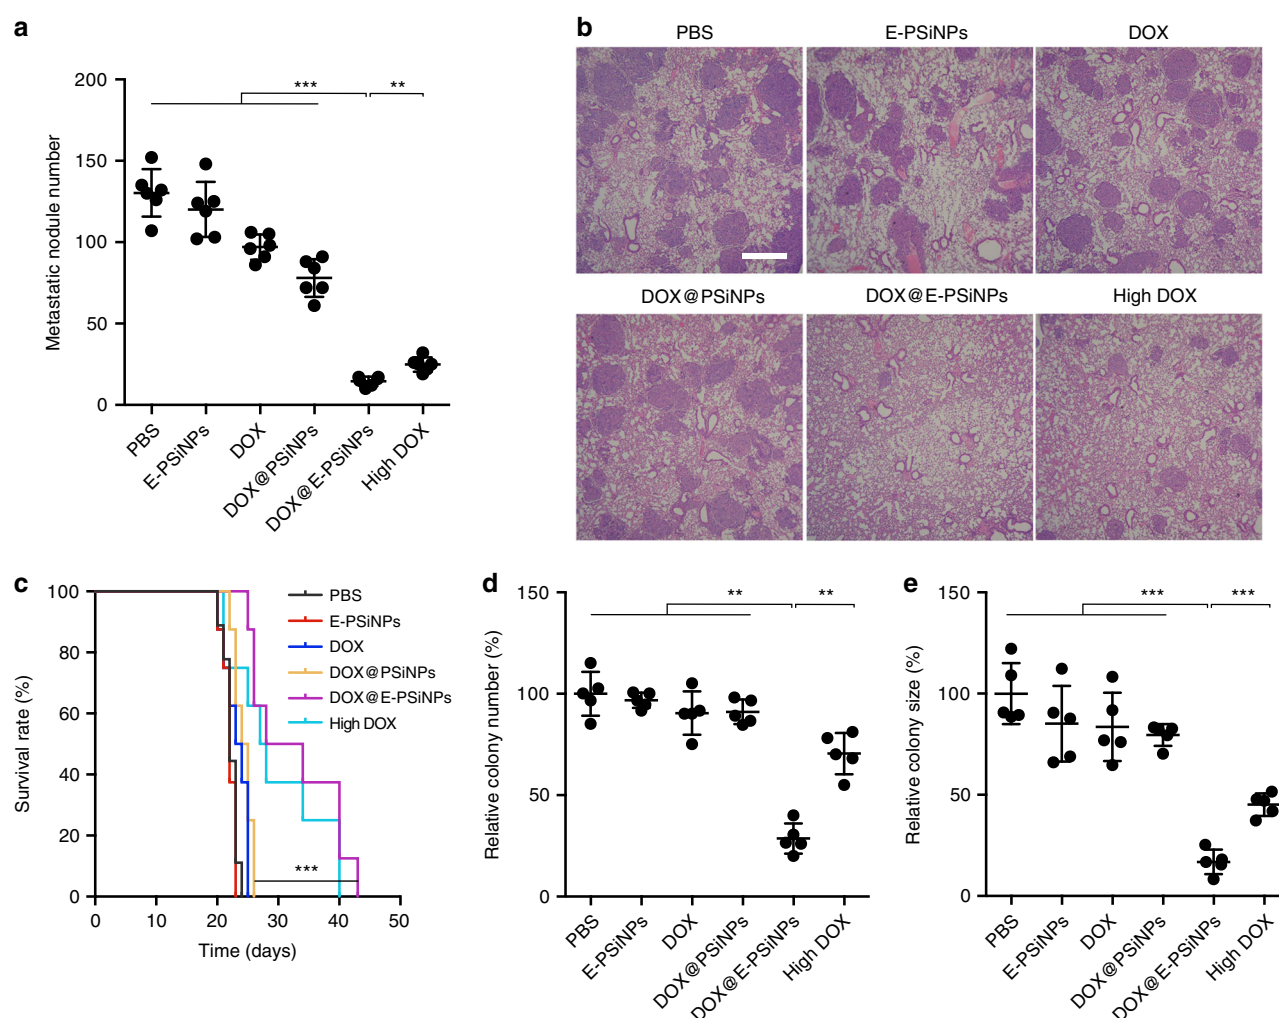 a
200
150
100
50
0
Metastatic nodule number
***
**
PBS
E-PSiNPs
DOX
DOX@PSiNPs
DOX@E-PSiNPs
High DOX
b
PBS
E-PSiNPs
DOX
DOX@PSiNPs
DOX@E-PSiNPs
High DOX
c
100
80
60
40
20
0
Survival rate (%)
PBS
E-PSiNPs
DOX
DOX@PSiNPs
DOX@E-PSiNPs
High DOX
***
0
10
20
30
40
50
Time (days)
d
150
100
50
0
Relative colony number (%)
**
**
PBS
E-PSiNPs
DOX
DOX@PSiNPs
DOX@E-PSiNPs
High DOX
e
150
100
50
0
Relative colony size (%)
***
***
PBS
E-PSiNPs
DOX
DOX@PSiNPs
DOX@E-PSiNPs
High DOX